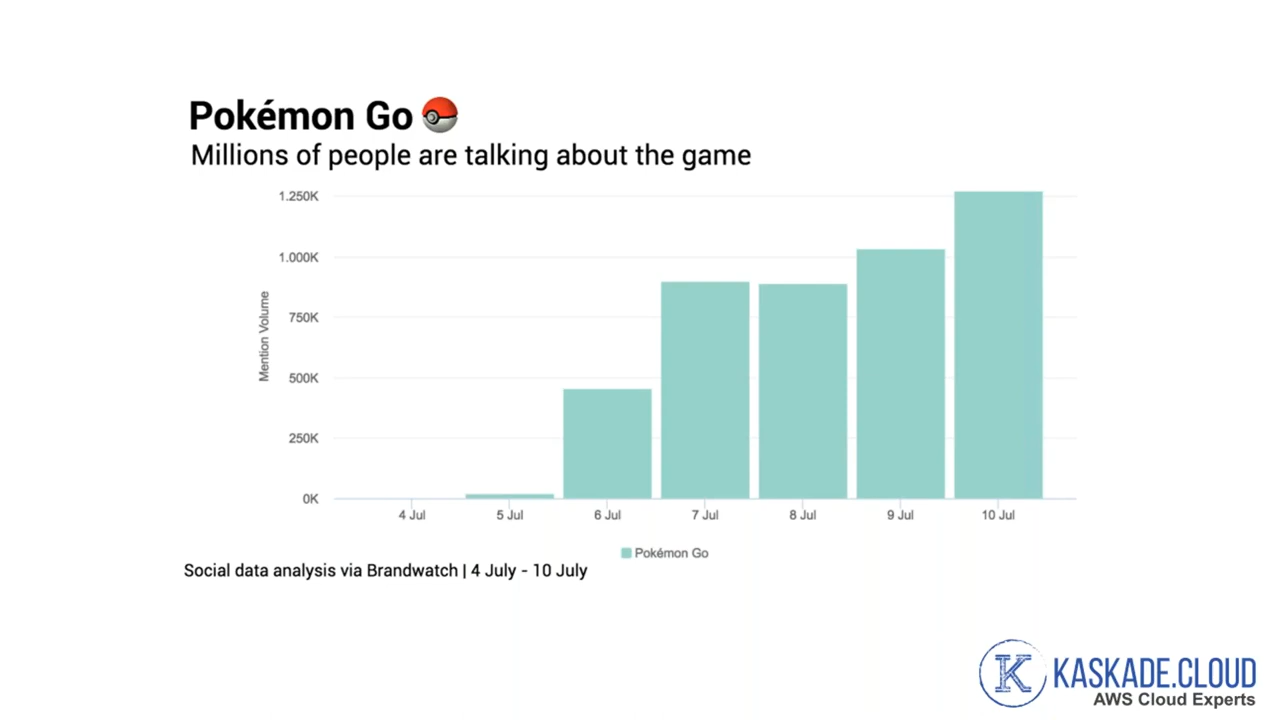 Pokémon Go
Millions of people are talking about the game
1.250K
1.000K
750K
500K
250K
0K
Mention Volume
4 Jul 5 Jul 6 Jul 7 Jul 8 Jul 9 Jul 10 Jul
Pokémon Go
Social data analysis via Brandwatch | 4 July - 10 July
K KASKADE.CLOUD
AWS Cloud Experts